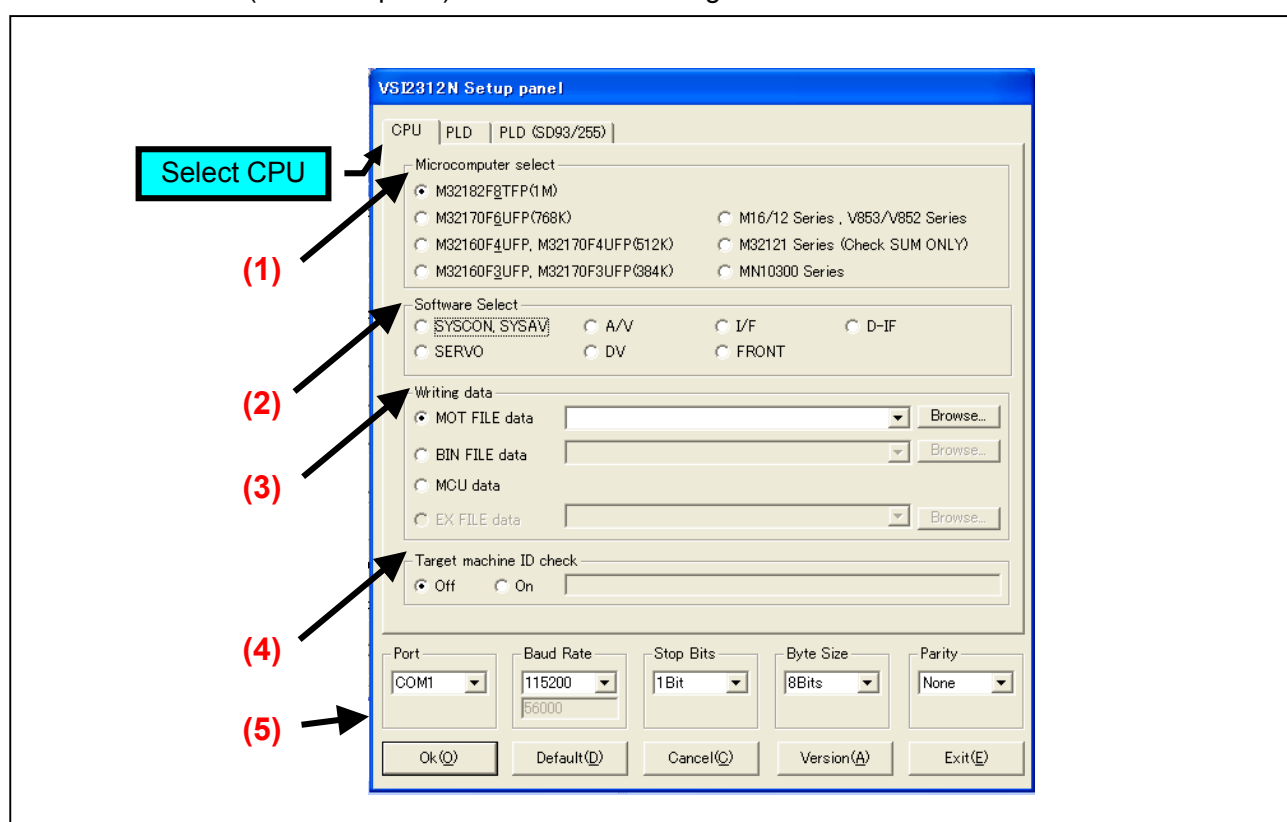 VSI2312N Setup panel
CPU PLD PLD (SD93/255)
Select CPU
Microcomputer select
M32182F8TFP(1M)
M32170F6UFP(768K) M16/12 Series , V853/V852 Series
M32160F4UFP, M32170F4UFP(512K) M32121 Series (Check SUM ONLY)
(1)
M32160F3UFP, M32170F3UFP(384K) MN10300 Series
Software Select
SYSCON, SYSAV A/V I/F D-IF
SERVO DV FRONT
(2)
Writing data
MOT FILE data Browse...
BIN FILE data Browse...
(3)
MCU data
EX FILE data Browse...
Target machine ID check
Off On
(4)
Port Baud Rate Stop Bits Byte Size Parity
COM1 115200 1Bit 8Bits None
56000
(5)
Ok(O) Default(D) Cancel(C) Version(A) Exit(E)